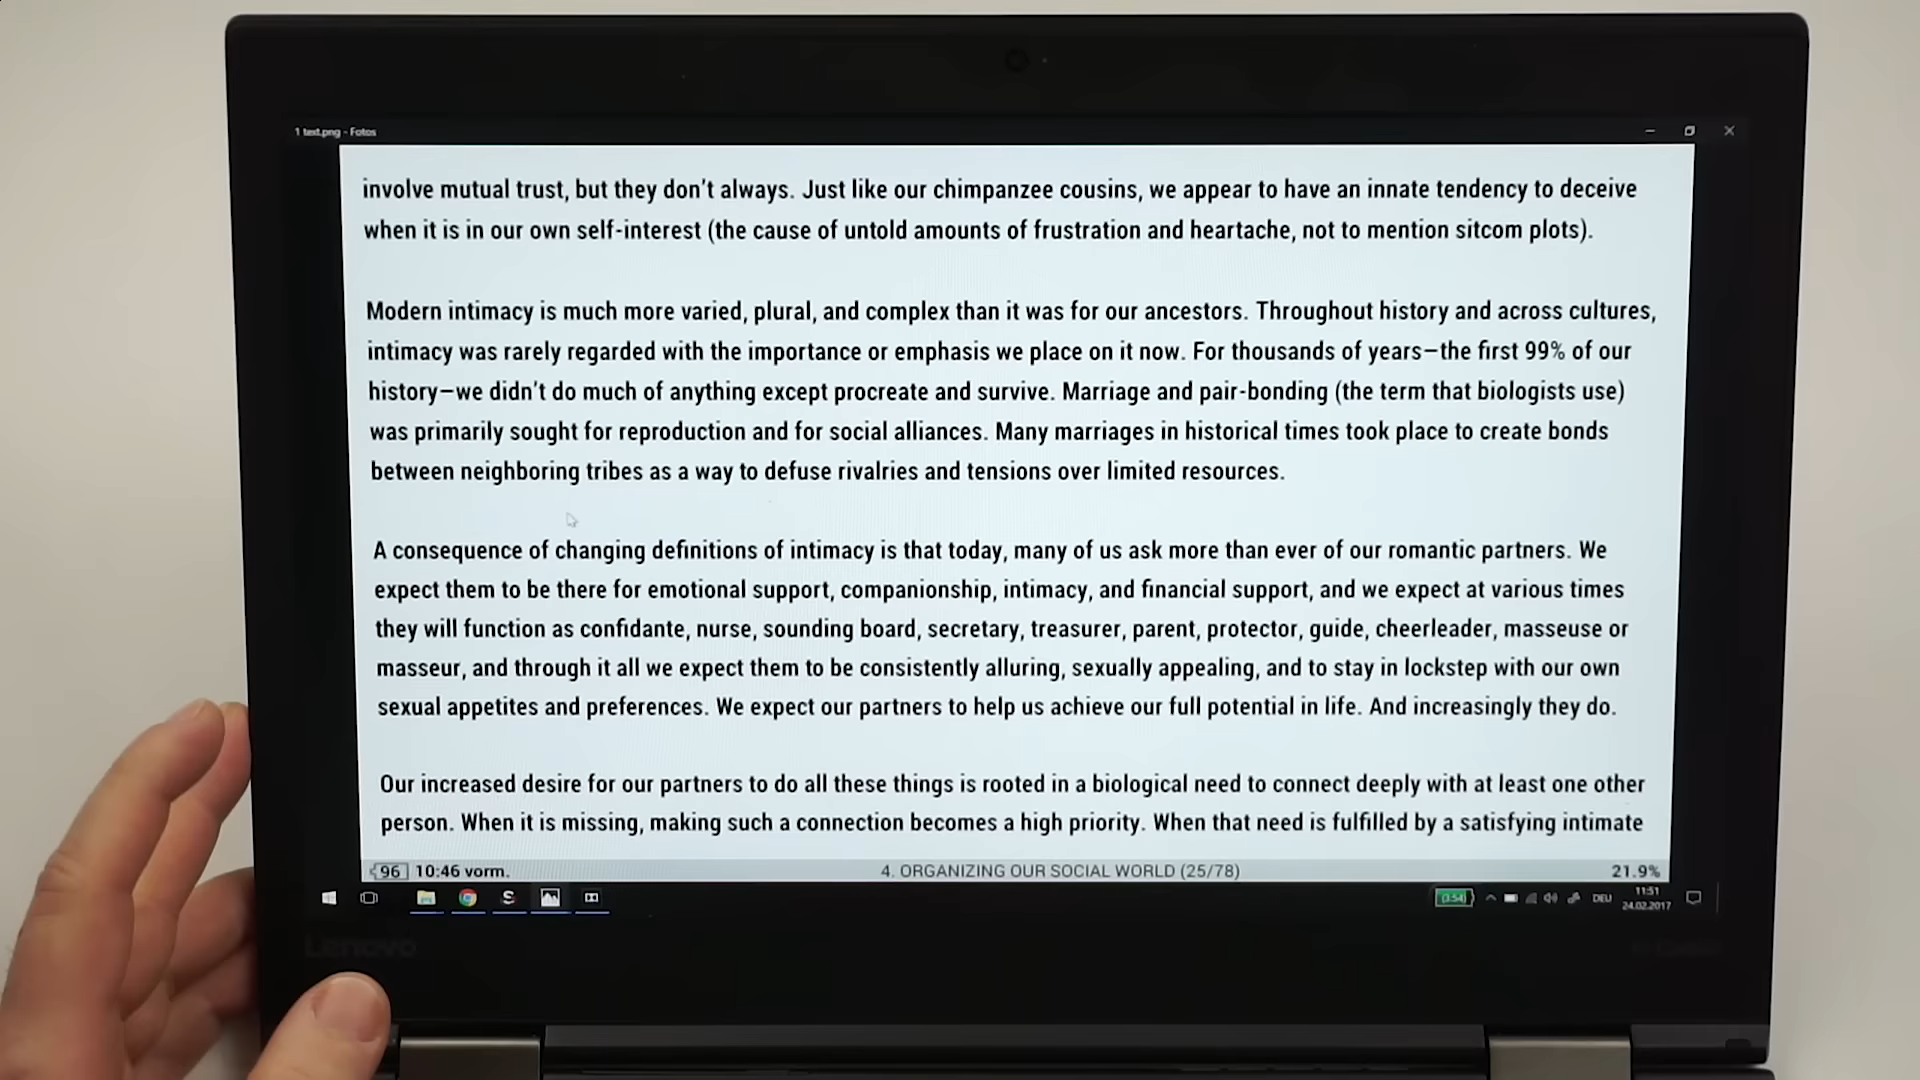 1 text.png - Fotos
involve mutual trust, but they don't always. Just like our chimpanzee cousins, we appear to have an innate tendency to deceive
when it is in our own self-interest (the cause of untold amounts of frustration and heartache, not to mention sitcom plots).
Modern intimacy is much more varied, plural, and complex than it was for our ancestors. Throughout history and across cultures,
intimacy was rarely regarded with the importance or emphasis we place on it now. For thousands of years—the first 99% of our
history—we didn't do much of anything except procreate and survive. Marriage and pair-bonding (the term that biologists use)
was primarily sought for reproduction and for social alliances. Many marriages in historical times took place to create bonds
between neighboring tribes as a way to defuse rivalries and tensions over limited resources.
A consequence of changing definitions of intimacy is that today, many of us ask more than ever of our romantic partners. We
expect them to be there for emotional support, companionship, intimacy, and financial support, and we expect at various times
they will function as confidante, nurse, sounding board, secretary, treasurer, parent, protector, guide, cheerleader, masseuse or
masseur, and through it all we expect them to be consistently alluring, sexually appealing, and to stay in lockstep with our own
sexual appetites and preferences. We expect our partners to help us achieve our full potential in life. And increasingly they do.
Our increased desire for our partners to do all these things is rooted in a biological need to connect deeply with at least one other
person. When it is missing, making such a connection becomes a high priority. When that need is fulfilled by a satisfying intimate
96 10:46 vorm. 4. ORGANIZING OUR SOCIAL WORLD (25/78) 21.9%
(3:54) DEU 11:51
24.02.2017
Lenovo